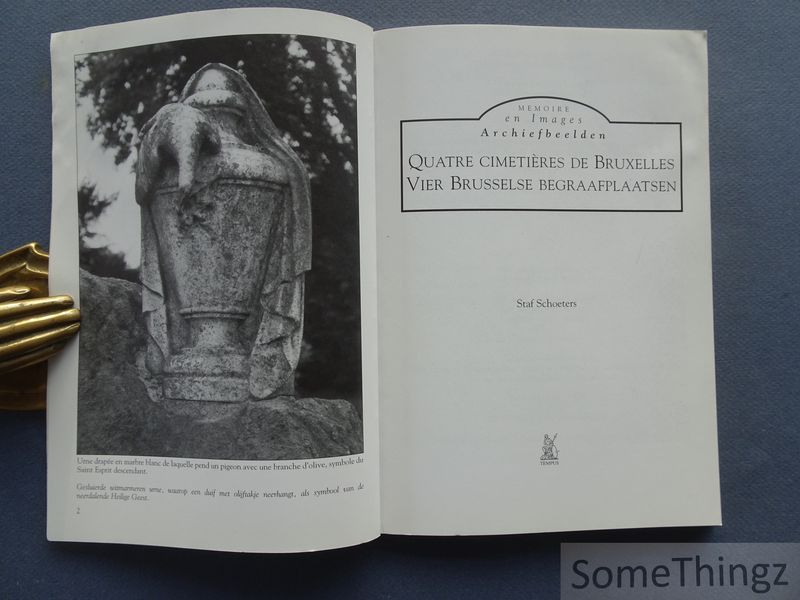 Urne drapée en marbre blanc de laquelle pend un pigeon avec une branche d'olive, symbole du
Saint Esprit descendant.
Gesluierde witmarmeren urne, waarop een duif met olijftakje neerhangt, als symbool van de
neerdalende Heilige Geest.
2
MEMOIRE
en Images
Archiefbeelden
QUATRE CIMETIÈRES DE BRUXELLES
VIER BRUSSELSE BEGRAAFPLAATSEN
Staf Schoeters
TEMPUS
SomeThingz